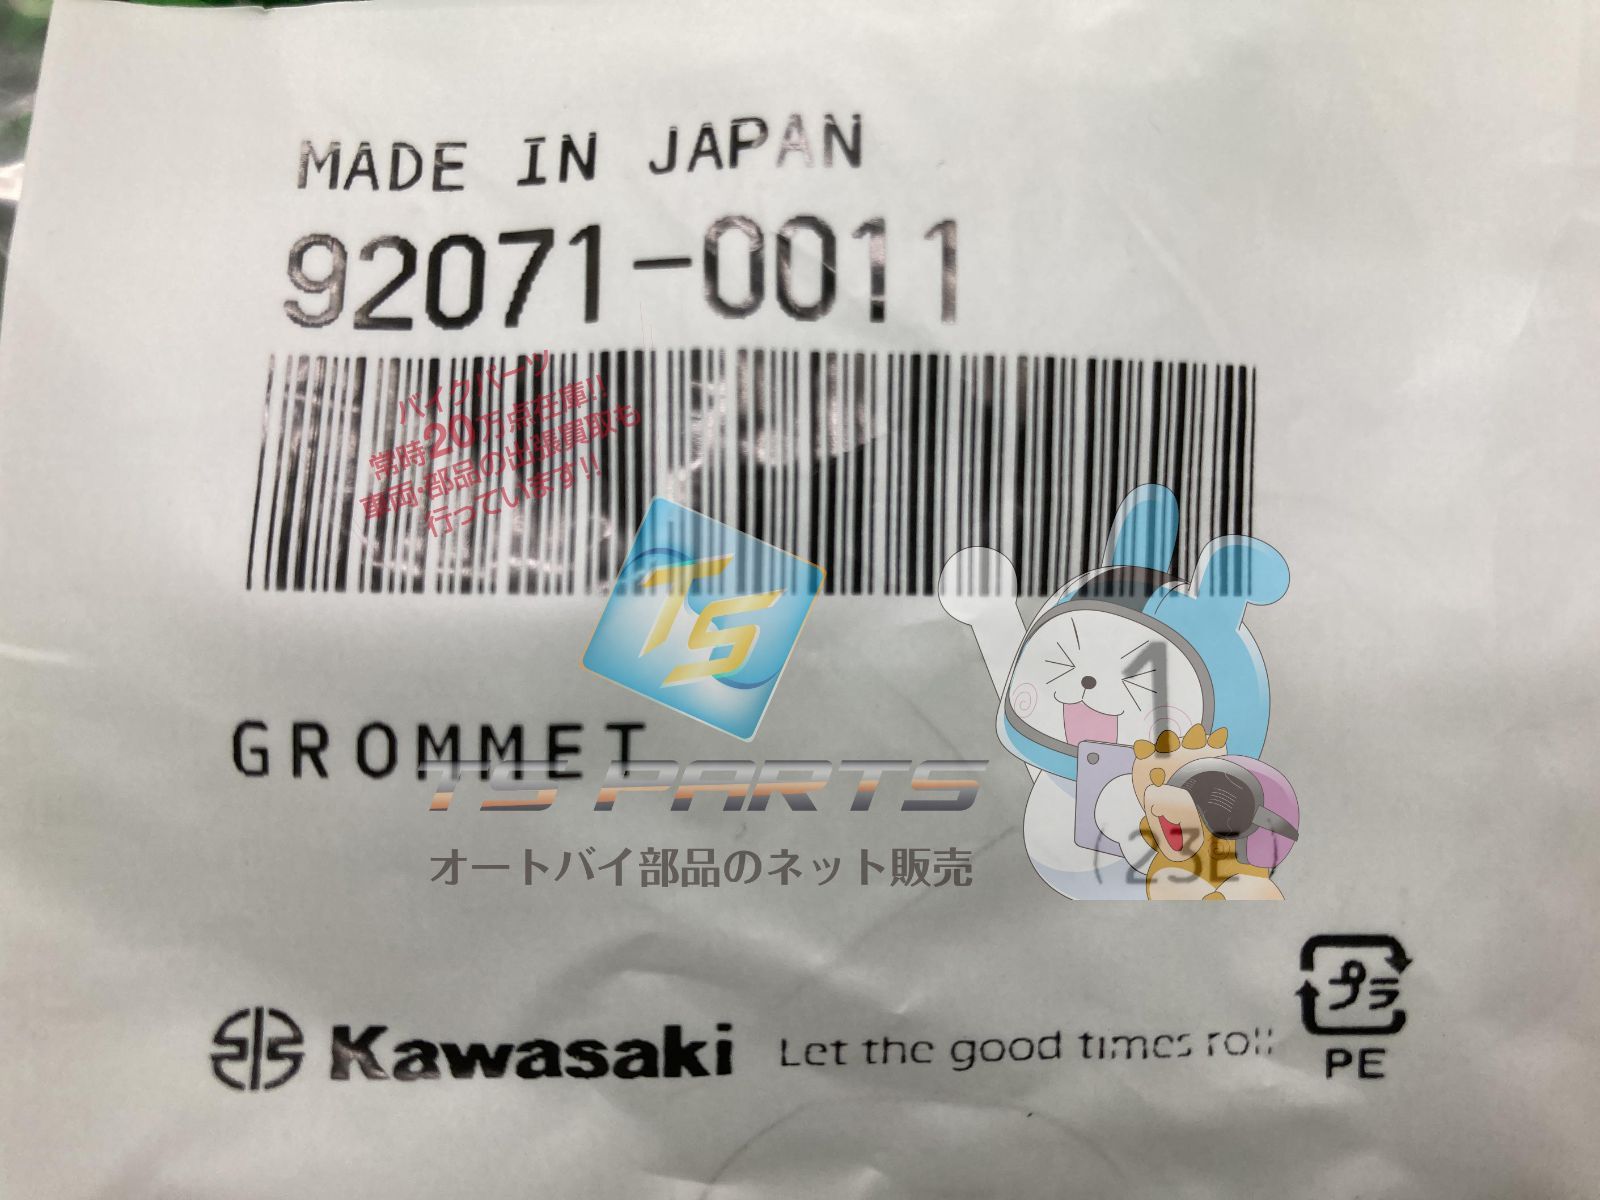 MADE IN JAPAN
92071-0011
バイクパーツ
常時20万点在庫!!
車両・部品の出張買取も
行っています!!
TS
1
GROMMET
TS PARTS
(23E)
オートバイ部品のネット販売
プラ
Kawasaki Let the good times roll
PE